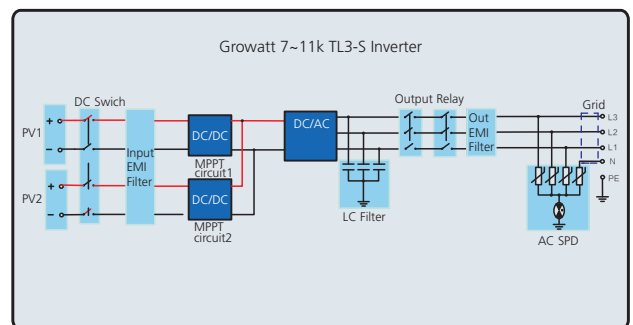 Growatt 7~11k TL3-S Inverter
DC Swich
Output Relay
Grid
PV1
+
−
PV2
+
−
Input
EMI
Filter
DC/DC
MPPT
circuit1
DC/DC
MPPT
circuit2
DC/AC
LC Filter
Out
EMI
Filter
L3
L2
L1
N
PE
AC SPD